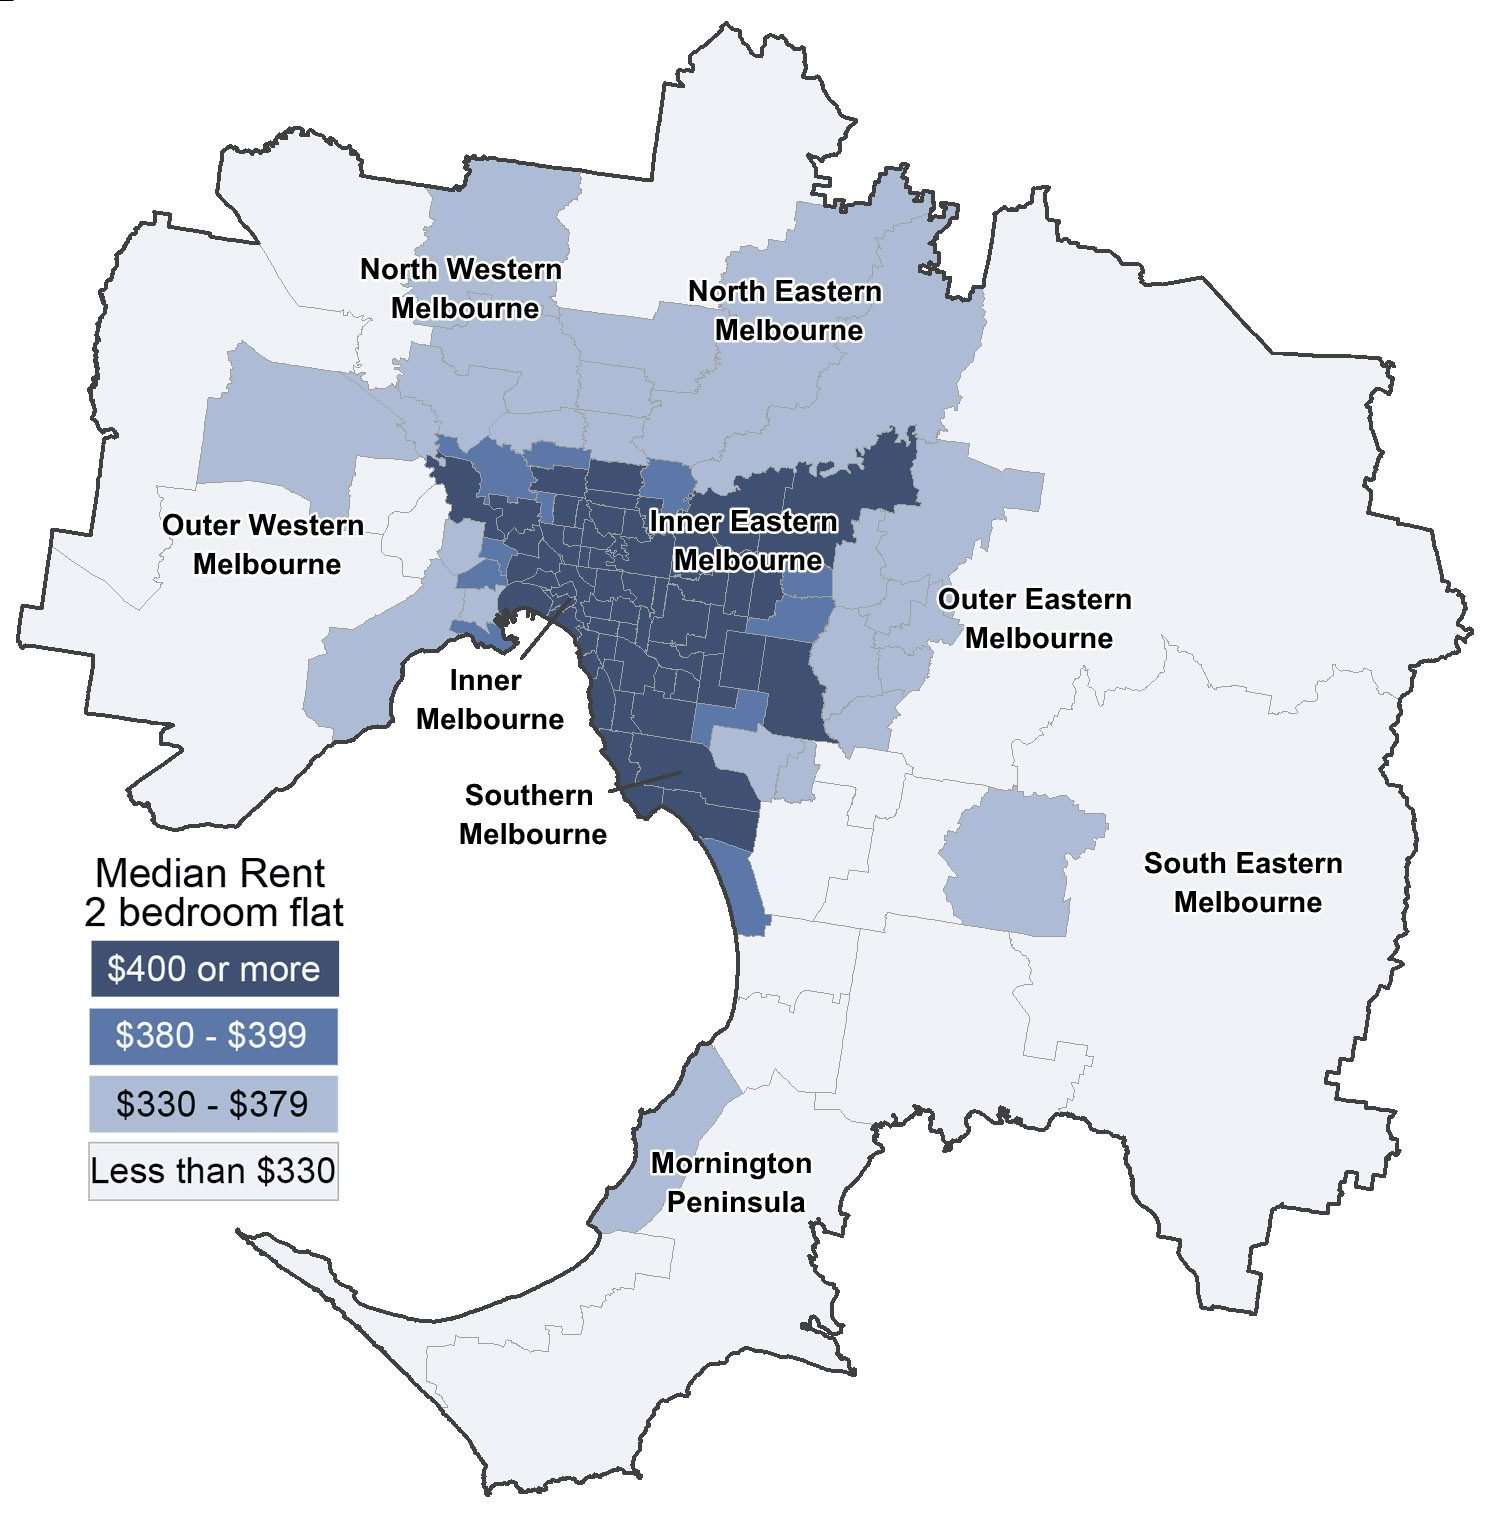 North Western
Melbourne
North Eastern
Melbourne
Outer Western
Melbourne
Inner Eastern
Melbourne
Outer Eastern
Melbourne
Inner
Melbourne
Southern
Melbourne
South Eastern
Melbourne
Mornington
Peninsula
Median Rent
2 bedroom flat
$400 or more
$380 - $399
$330 - $379
Less than $330